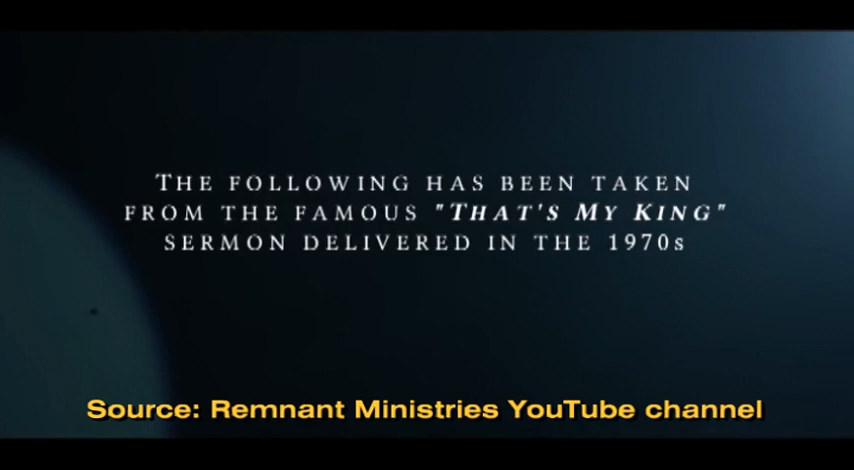 THE FOLLOWING HAS BEEN TAKEN
FROM THE FAMOUS "THAT'S MY KING"
SERMON DELIVERED IN THE 1970s
Source: Remnant Ministries YouTube channel